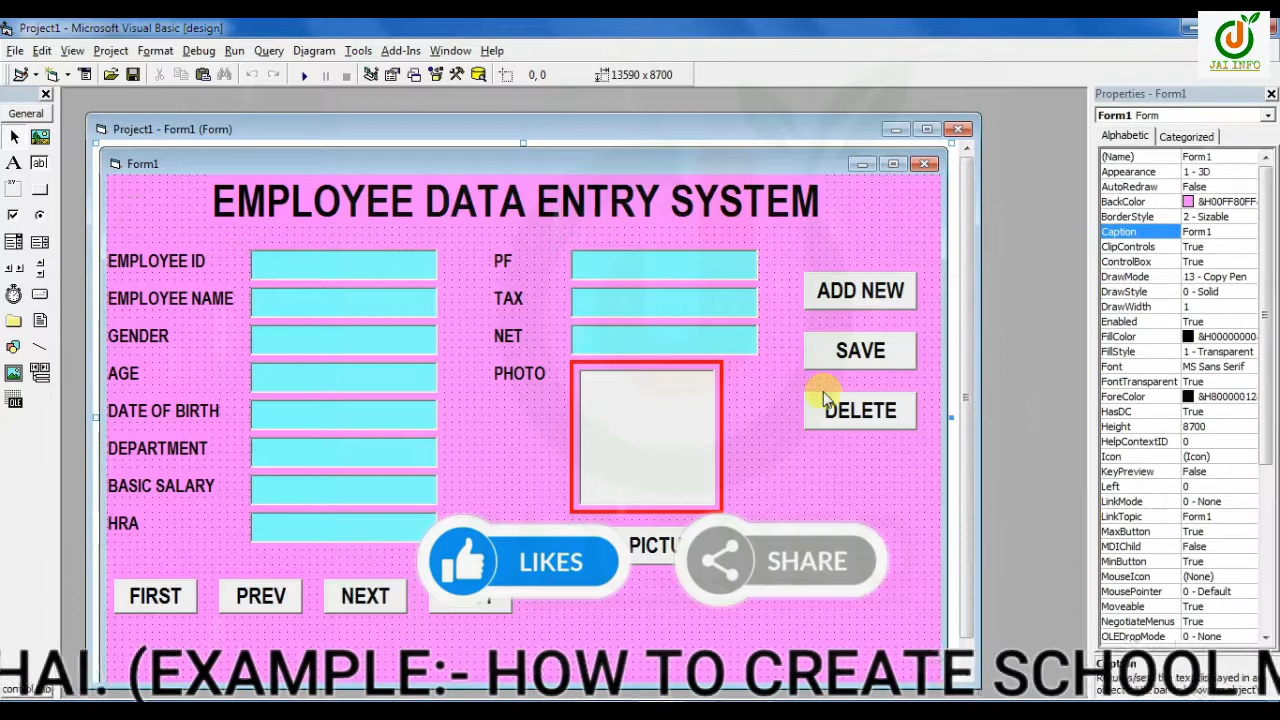 Project1 - Microsoft Visual Basic [design]
JAI INFO
File Edit View Project Format Debug Run Query Diagram Tools Add-Ins Window Help
0, 0 13590 x 8700
General
Project1 - Form1 (Form)
Form1
EMPLOYEE DATA ENTRY SYSTEM
EMPLOYEE ID PF
ADD NEW
EMPLOYEE NAME TAX
GENDER NET
SAVE
AGE PHOTO
DATE OF BIRTH
DELETE
DEPARTMENT
BASIC SALARY
HRA
LIKES
SHARE
FIRST PREV NEXT
HAI. (EXAMPLE:- HOW TO CREATE SCHOOL M
Properties - Form1
Form1 Form
Alphabetic Categorized
(Name) Form1
Appearance 1 - 3D
AutoRedraw False
BackColor &H00FF80FF
BorderStyle 2 - Sizable
Caption Form1
ClipControls True
ControlBox True
DrawMode 13 - Copy Pen
DrawStyle 0 - Solid
DrawWidth 1
Enabled True
FillColor &H00000000
FillStyle 1 - Transparent
Font MS Sans Serif
FontTransparent True
ForeColor &H80000012
HasDC True
Height 8700
HelpContextID 0
Icon (Icon)
KeyPreview False
Left 0
LinkMode 0 - None
LinkTopic Form1
MaxButton True
MDIChild False
MinButton True
MouseIcon (None)
MousePointer 0 - Default
Moveable True
NegotiateMenus True
OLEDropMode 0 - None